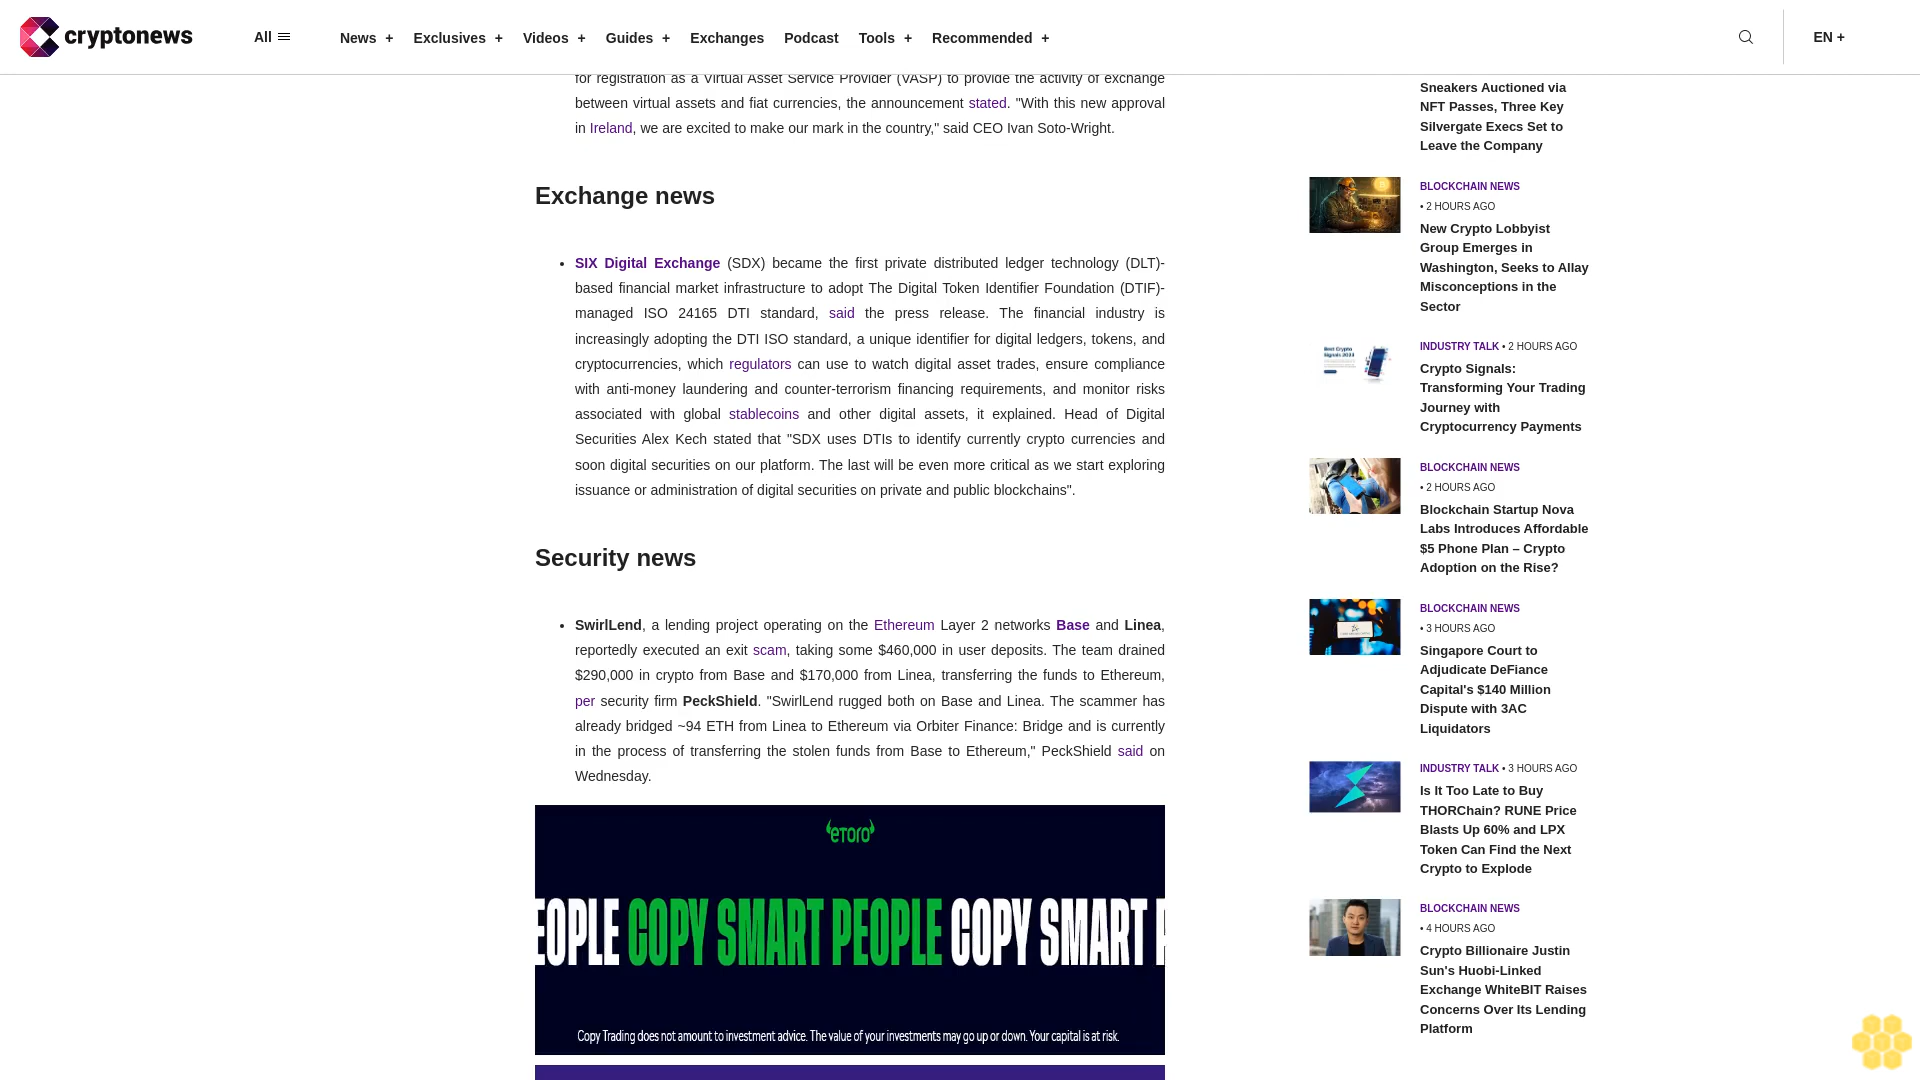 cryptonews
All
News +
Exclusives +
Videos +
Guides +
Exchanges
Podcast
Tools +
Recommended +
EN +
for registration as a Virtual Asset Service Provider (VASP) to provide the activity of exchange
between virtual assets and fiat currencies, the announcement stated. "With this new approval
in Ireland, we are excited to make our mark in the country," said CEO Ivan Soto-Wright.
Exchange news
• SIX Digital Exchange (SDX) became the first private distributed ledger technology (DLT)-
based financial market infrastructure to adopt The Digital Token Identifier Foundation (DTIF)-
managed ISO 24165 DTI standard, said the press release. The financial industry is
increasingly adopting the DTI ISO standard, a unique identifier for digital ledgers, tokens, and
cryptocurrencies, which regulators can use to watch digital asset trades, ensure compliance
with anti-money laundering and counter-terrorism financing requirements, and monitor risks
associated with global stablecoins and other digital assets, it explained. Head of Digital
Securities Alex Kech stated that "SDX uses DTIs to identify currently crypto currencies and
soon digital securities on our platform. The last will be even more critical as we start exploring
issuance or administration of digital securities on private and public blockchains".
Security news
• SwirlLend, a lending project operating on the Ethereum Layer 2 networks Base and Linea,
reportedly executed an exit scam, taking some $460,000 in user deposits. The team drained
$290,000 in crypto from Base and $170,000 from Linea, transferring the funds to Ethereum,
per security firm PeckShield. "SwirlLend rugged both on Base and Linea. The scammer has
already bridged ~94 ETH from Linea to Ethereum via Orbiter Finance: Bridge and is currently
in the process of transferring the stolen funds from Base to Ethereum," PeckShield said on
Wednesday.
eToro
EOPLE COPY SMART PEOPLE COPY SMART P
Copy Trading does not amount to investment advice. The value of your investments may go up or down. Your capital is at risk.
Sneakers Auctioned via
NFT Passes, Three Key
Silvergate Execs Set to
Leave the Company
BLOCKCHAIN NEWS
• 2 HOURS AGO
New Crypto Lobbyist
Group Emerges in
Washington, Seeks to Allay
Misconceptions in the
Sector
Best Crypto
Signals 2023
INDUSTRY TALK • 2 HOURS AGO
Crypto Signals:
Transforming Your Trading
Journey with
Cryptocurrency Payments
BLOCKCHAIN NEWS
• 2 HOURS AGO
Blockchain Startup Nova
Labs Introduces Affordable
$5 Phone Plan – Crypto
Adoption on the Rise?
BLOCKCHAIN NEWS
• 3 HOURS AGO
Singapore Court to
Adjudicate DeFiance
Capital's $140 Million
Dispute with 3AC
Liquidators
INDUSTRY TALK • 3 HOURS AGO
Is It Too Late to Buy
THORChain? RUNE Price
Blasts Up 60% and LPX
Token Can Find the Next
Crypto to Explode
BLOCKCHAIN NEWS
• 4 HOURS AGO
Crypto Billionaire Justin
Sun's Huobi-Linked
Exchange WhiteBIT Raises
Concerns Over Its Lending
Platform